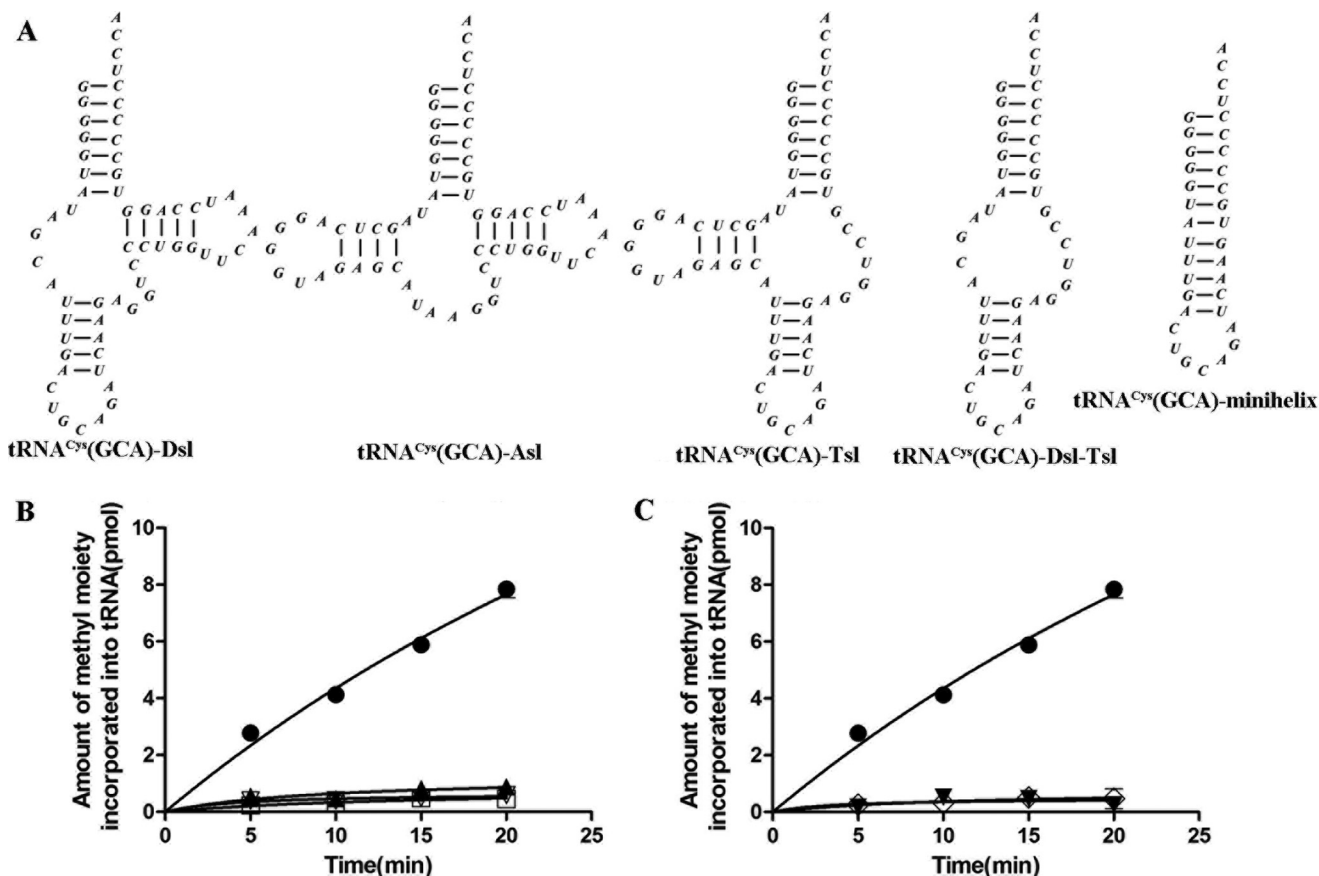 A
A C C U C C C C C G U
G G G G G U A
U A G C A
G G A C C U A A
C C U G G U U C A
C U G G A
U U U G A
G A A C U
C U G C A G A
tRNA^Cys(GCA)-Dsl
A C C U C C C C C G U
G G G G G U A
U A
G G G A C U C G
G G U A G A G C
G G A C C U A A A
C C U G G U U C
A U A A G G U C
tRNA^Cys(GCA)-Asl
A C C U C C C C C G U
G G G G G U A
U A
G G G A C U C G
G G U A G A G C
A
G C C U G G A
U U U G A
G A A C U
C U G C A G A
tRNA^Cys(GCA)-Tsl
A C C U C C C C C G U
G G G G G U A
U A G C A
G C C U G G A
U U U G A
G A A C U
C U G C A G A
tRNA^Cys(GCA)-Dsl-Tsl
A C C U C C C C C G U
G G G G G U A
U U U G A
G A A C U
C U G C A G A
tRNA^Cys(GCA)-minihelix
B
Amount of methyl moiety
incorporated into tRNA(pmol)
10
8
6
4
2
0
0 5 10 15 20 25
Time(min)
C
Amount of methyl moiety
incorporated into tRNA(pmol)
10
8
6
4
2
0
0 5 10 15 20 25
Time(min)